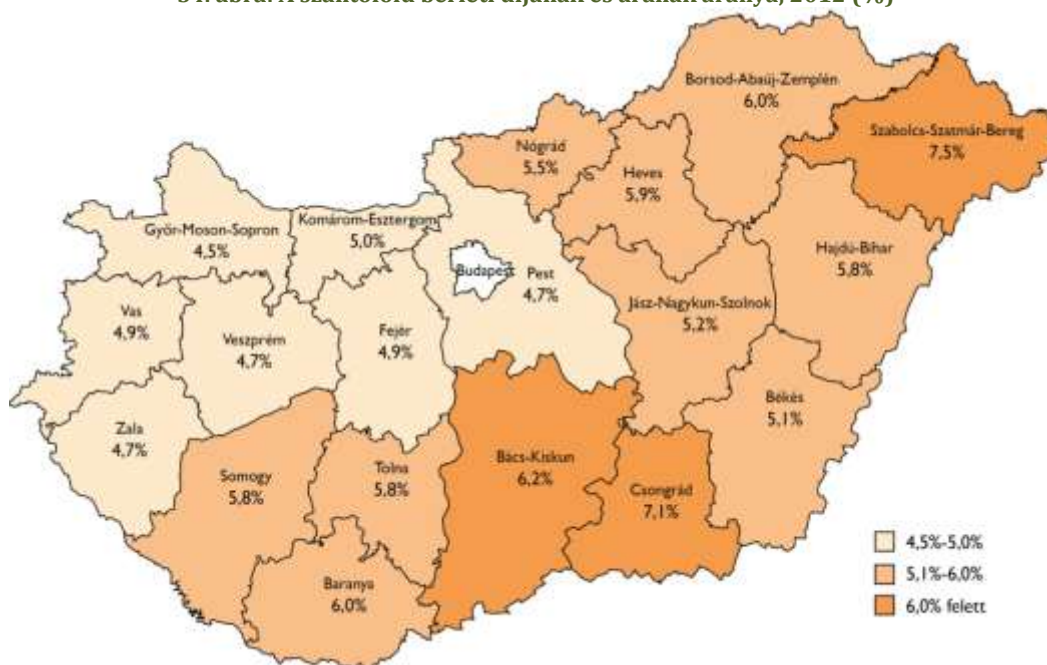 Borsod-Abaúj-Zemplén
6,0%
Szabolcs-Szatmár-Bereg
7,5%
Nógrád
5,5%
Heves
5,9%
Győr-Moson-Sopron
4,5%
Komárom-Esztergom
5,0%
Hajdú-Bihar
5,8%
Budapest
Pest
4,7%
Jász-Nagykun-Szolnok
5,2%
Vas
4,9%
Veszprém
4,7%
Fejér
4,9%
Békés
5,1%
Zala
4,7%
Somogy
5,8%
Tolna
5,8%
Bács-Kiskun
6,2%
Csongrád
7,1%
Baranya
6,0%
4,5%-5,0%
5,1%-6,0%
6,0% felett